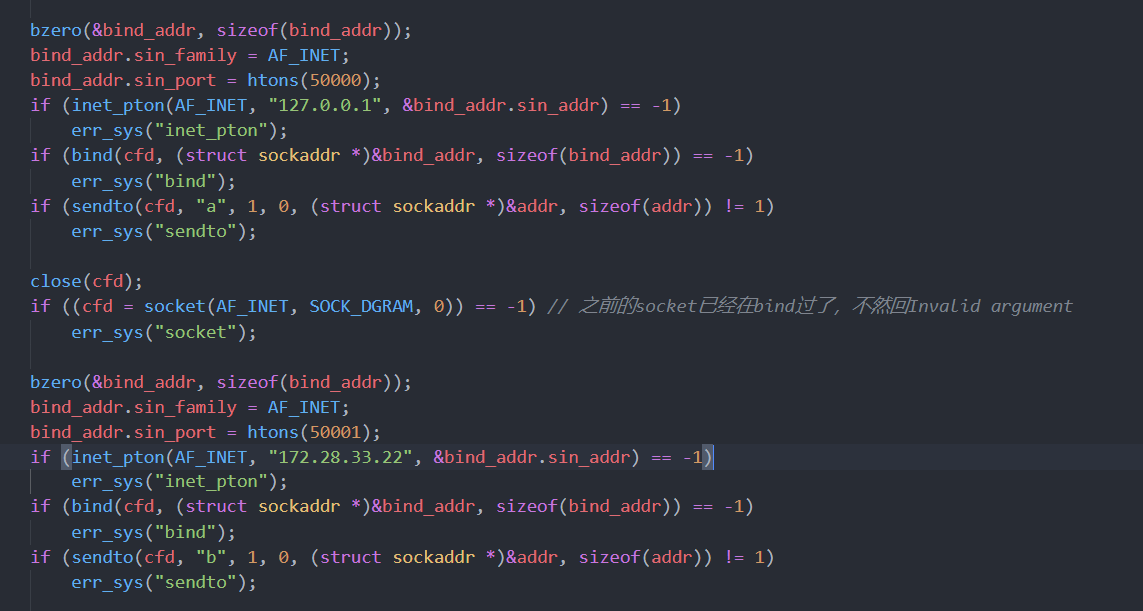 bzero(&bind_addr, sizeof(bind_addr));
bind_addr.sin_family = AF_INET;
bind_addr.sin_port = htons(50000);
if (inet_pton(AF_INET, "127.0.0.1", &bind_addr.sin_addr) == -1)
    err_sys("inet_pton");
if (bind(cfd, (struct sockaddr *)&bind_addr, sizeof(bind_addr)) == -1)
    err_sys("bind");
if (sendto(cfd, "a", 1, 0, (struct sockaddr *)&addr, sizeof(addr)) != 1)
    err_sys("sendto");
close(cfd);
if ((cfd = socket(AF_INET, SOCK_DGRAM, 0)) == -1) // 之前的socket已经在bind过了, 不然回Invalid argument
    err_sys("socket");
bzero(&bind_addr, sizeof(bind_addr));
bind_addr.sin_family = AF_INET;
bind_addr.sin_port = htons(50001);
if (inet_pton(AF_INET, "172.28.33.22", &bind_addr.sin_addr) == -1)
    err_sys("inet_pton");
if (bind(cfd, (struct sockaddr *)&bind_addr, sizeof(bind_addr)) == -1)
    err_sys("bind");
if (sendto(cfd, "b", 1, 0, (struct sockaddr *)&addr, sizeof(addr)) != 1)
    err_sys("sendto");